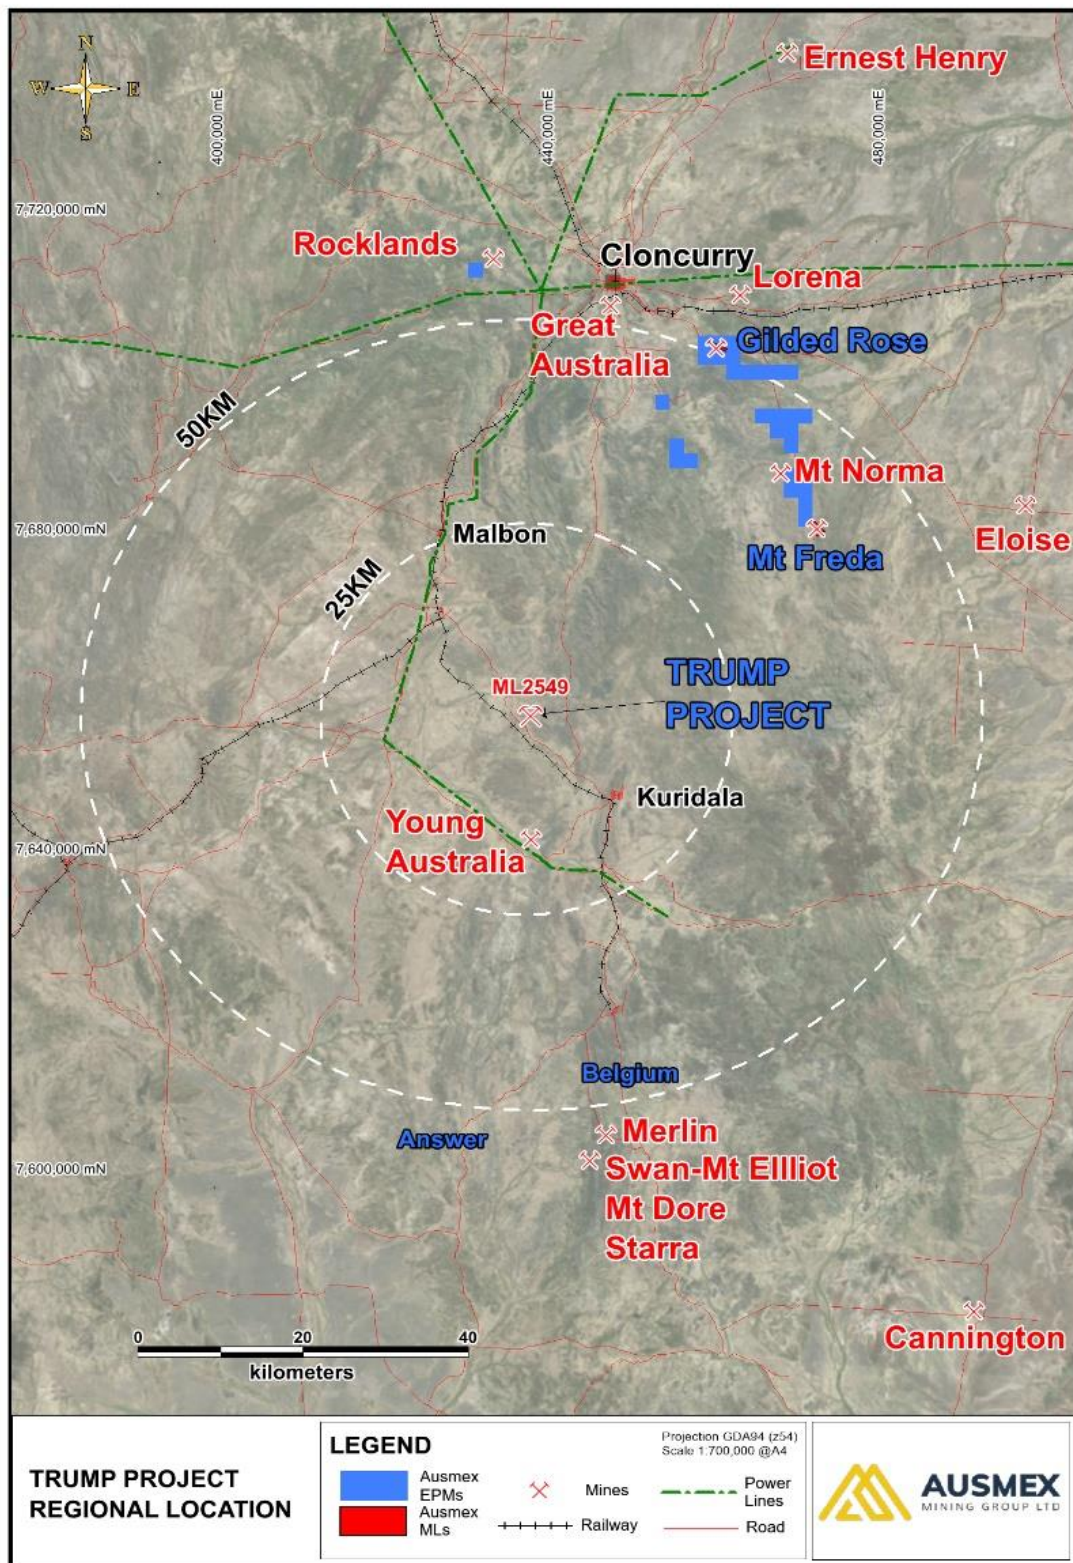 N
W
E
S
400,000 mE
440,000 mE
480,000 mE
Ernest Henry
7,720,000 mN
Rocklands
Cloncurry
Lorena
Great
Australia
Gilded Rose
50KM
Mt Norma
7,680,000 mN
Malbon
Eloise
Mt Freda
25KM
TRUMP
PROJECT
ML2549
Kuridala
Young
Australia
7,640,000 mN
Belgium
Answer
Merlin
7,600,000 mN
Swan-Mt Ellliot
Mt Dore
Starra
0 20 40
kilometers
Cannington
TRUMP PROJECT
REGIONAL LOCATION
LEGEND
Projection GDA94 (z54)
Scale 1:700,000 @A4
Ausmex
EPMs
Mines
Power
Lines
Ausmex
MLs
Railway
Road
AUSMEX
MINING GROUP LTD